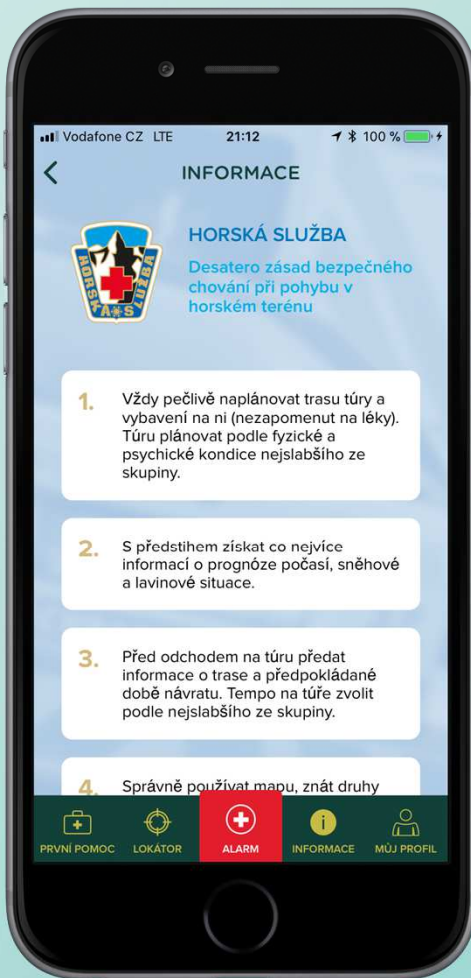 Vodafone CZ LTE 21:12 100 %
INFORMACE
HORSKÁ SLUŽBA
HORSKÁ SLUŽBA
Desatero zásad bezpečného
chování při pohybu v
horském terénu
1. Vždy pečlivě naplánovat trasu túry a
vybavení na ni (nezapomenut na léky).
Túru plánovat podle fyzické a
psychické kondice nejslabšího ze
skupiny.
2. S předstihem získat co nejvíce
informací o prognóze počasí, sněhové
a lavinové situace.
3. Před odchodem na túru předat
informace o trase a předpokládané
době návratu. Tempo na túře zvolit
podle nejslabšího ze skupiny.
4. Správně používat mapu, znát druhy
PRVNÍ POMOC LOKÁTOR ALARM INFORMACE MŮJ PROFIL